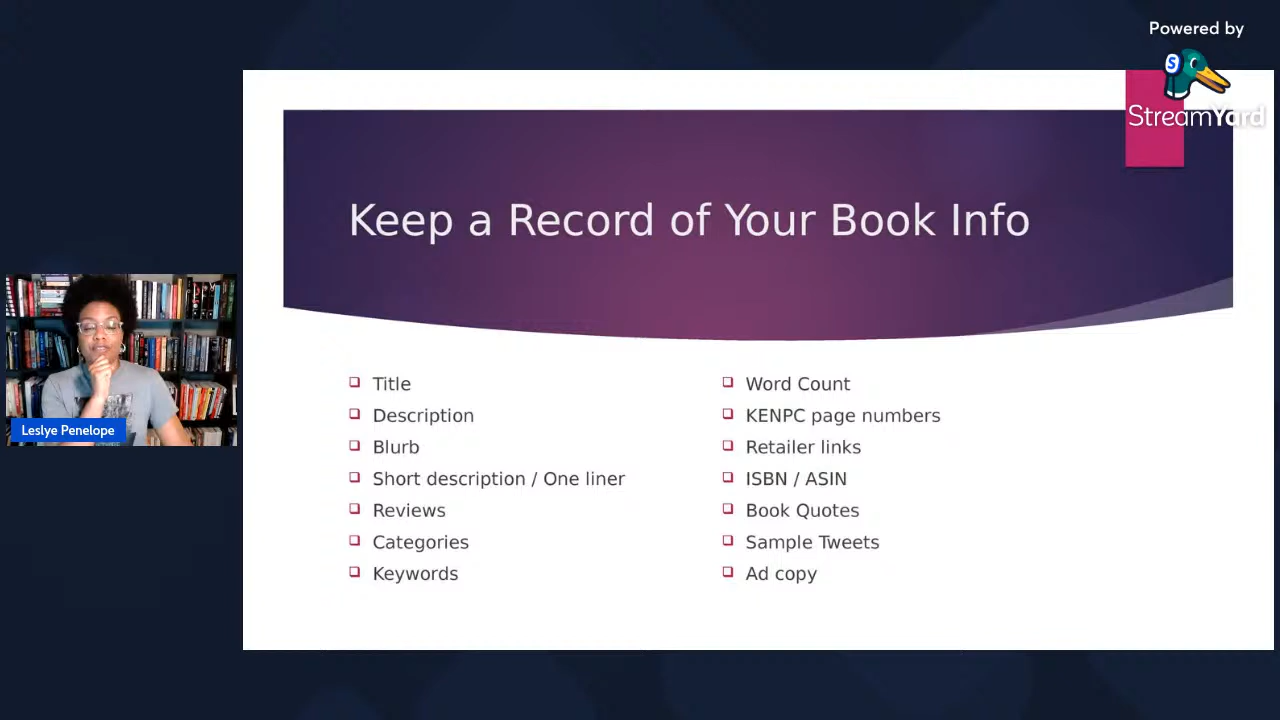 Powered by
StreamYard
Keep a Record of Your Book Info
Leslye Penelope
Title
Description
Blurb
Short description / One liner
Reviews
Categories
Keywords
Word Count
KENPC page numbers
Retailer links
ISBN / ASIN
Book Quotes
Sample Tweets
Ad copy